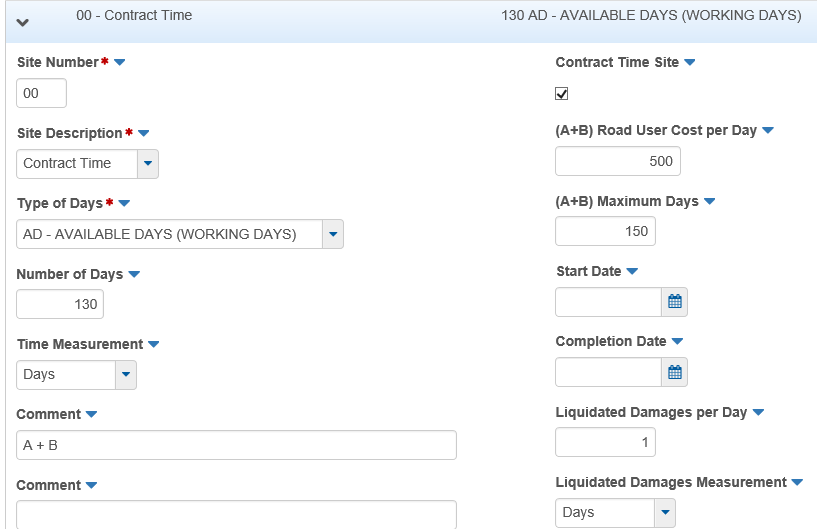 00 - Contract Time 130 AD - AVAILABLE DAYS (WORKING DAYS)
Site Number*
00
Site Description*
Contract Time
Type of Days*
AD - AVAILABLE DAYS (WORKING DAYS)
Number of Days
130
Time Measurement
Days
Comment
A + B
Comment
Contract Time Site
(A+B) Road User Cost per Day
500
(A+B) Maximum Days
150
Start Date
Completion Date
Liquidated Damages per Day
1
Liquidated Damages Measurement
Days